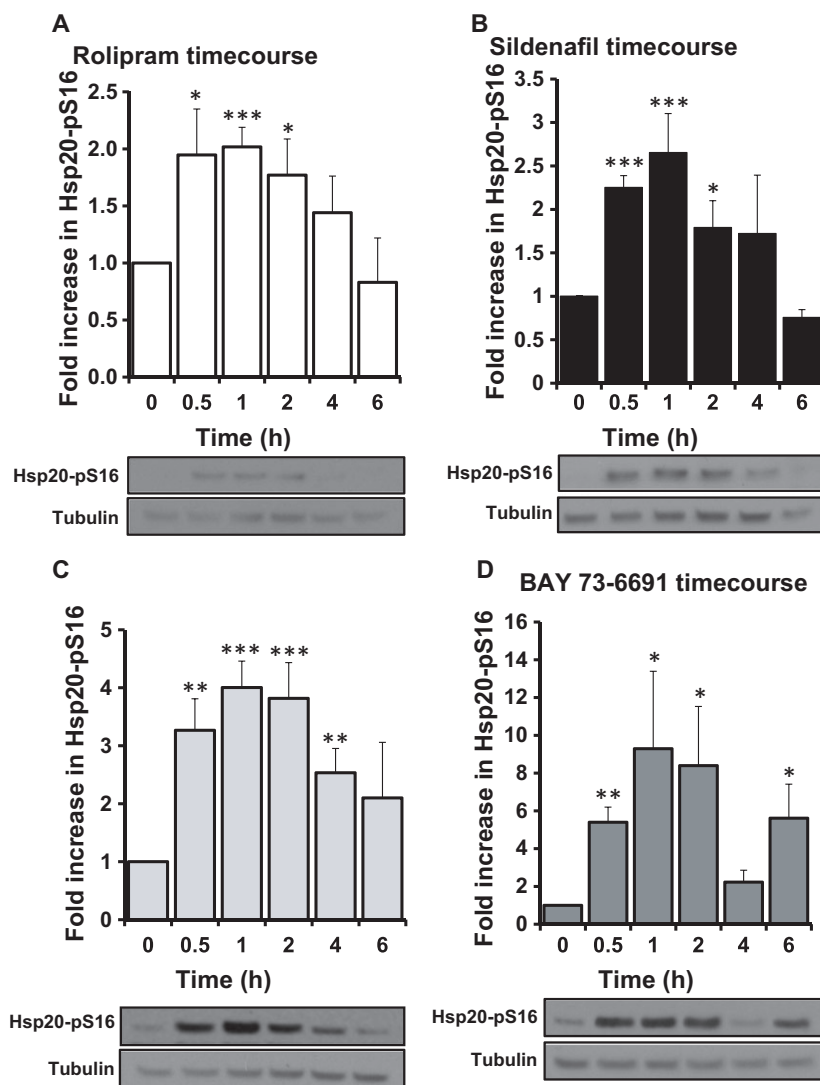 A
Rolipram timecourse
Fold increase in Hsp20-pS16
2.5
2.0
1.5
1.0
0.5
0.0
* *** *
0 0.5 1 2 4 6
Time (h)
Hsp20-pS16
Tubulin
B
Sildenafil timecourse
Fold increase in Hsp20-pS16
3.5
3
2.5
2
1.5
1
0.5
0
*** *** *
0 0.5 1 2 4 6
Time (h)
Hsp20-pS16
Tubulin
C
Fold increase in Hsp20-pS16
5
4
3
2
1
0
** *** *** **
0 0.5 1 2 4 6
Time (h)
Hsp20-pS16
Tubulin
D
BAY 73-6691 timecourse
Fold increase in Hsp20-pS16
16
14
12
10
8
6
4
2
0
** * * *
0 0.5 1 2 4 6
Time (h)
Hsp20-pS16
Tubulin